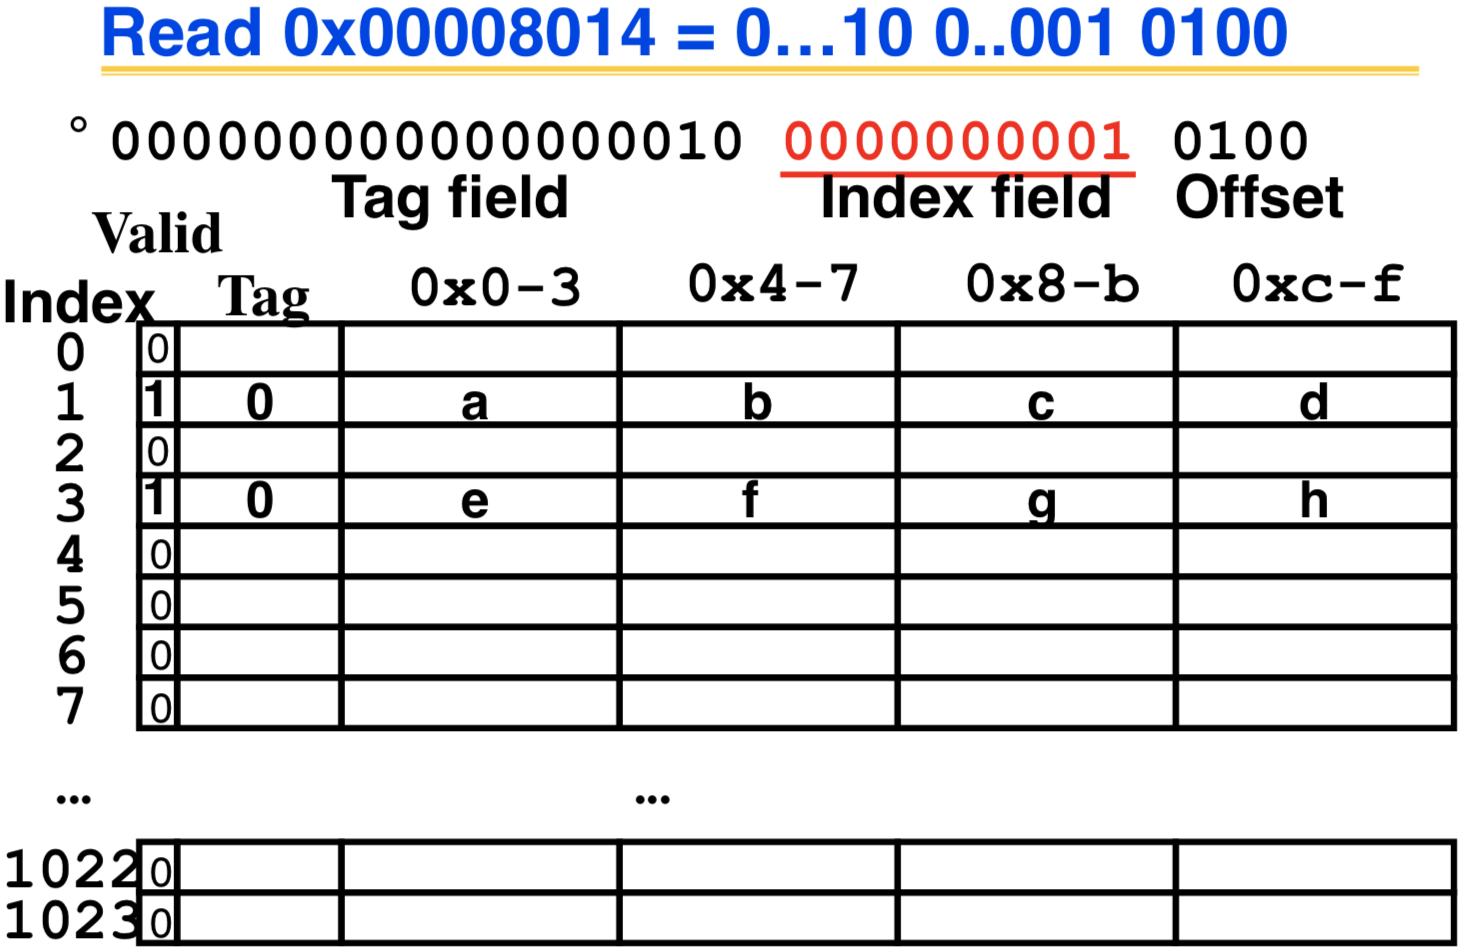 Read 0x00008014 = 0...10 0..001 0100
° 000000000000000010 0000000001 0100
Tag field Index field Offset
Valid
Index Tag 0x0-3 0x4-7 0x8-b 0xc-f
0 0
1 1 0 a b c d
2 0
3 1 0 e f g h
4 0
5 0
6 0
7 0
... ...
1022 0
1023 0